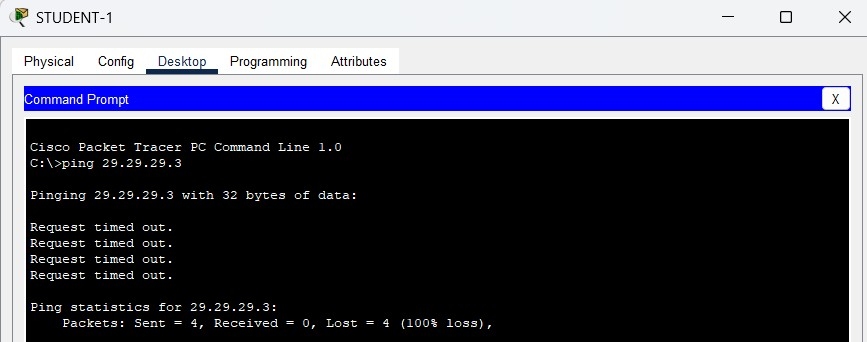 STUDENT-1
Physical Config Desktop Programming Attributes
Command Prompt X
Cisco Packet Tracer PC Command Line 1.0
C:\>ping 29.29.29.3
Pinging 29.29.29.3 with 32 bytes of data:
Request timed out.
Request timed out.
Request timed out.
Request timed out.
Ping statistics for 29.29.29.3:
    Packets: Sent = 4, Received = 0, Lost = 4 (100% loss),